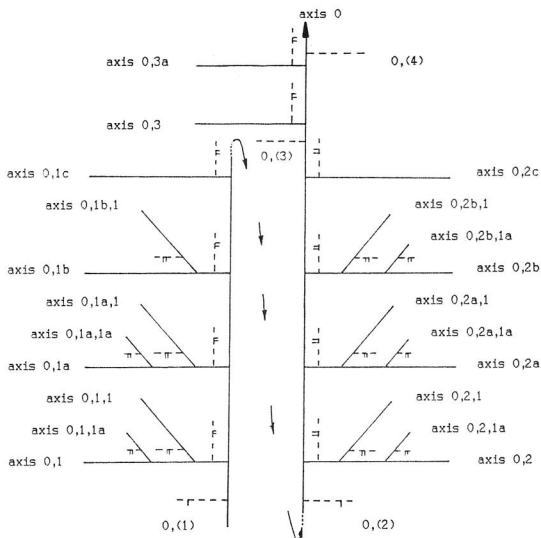 axis 0
axis 0,3a
0,(4)
axis 0,3
0,(3)
axis 0,1c
axis 0,2c
axis 0,1b,1
axis 0,2b,1
axis 0,2b,1a
axis 0,1b
axis 0,2b
axis 0,1a,1
axis 0,2a,1
axis 0,1a,1a
axis 0,2a,1a
axis 0,1a
axis 0,2a
axis 0,1,1
axis 0,2,1
axis 0,1,1a
axis 0,2,1a
axis 0,1
axis 0,2
0,(1)
0,(2)